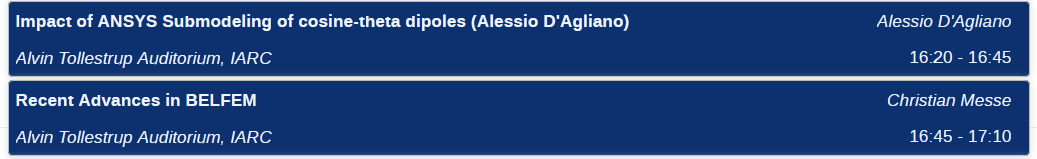 Impact of ANSYS Submodeling of cosine-theta dipoles (Alessio D'Agliano) Alessio D'Agliano
Alvin Tollestrup Auditorium, IARC 16:20 - 16:45
Recent Advances in BELFEM Christian Messe
Alvin Tollestrup Auditorium, IARC 16:45 - 17:10